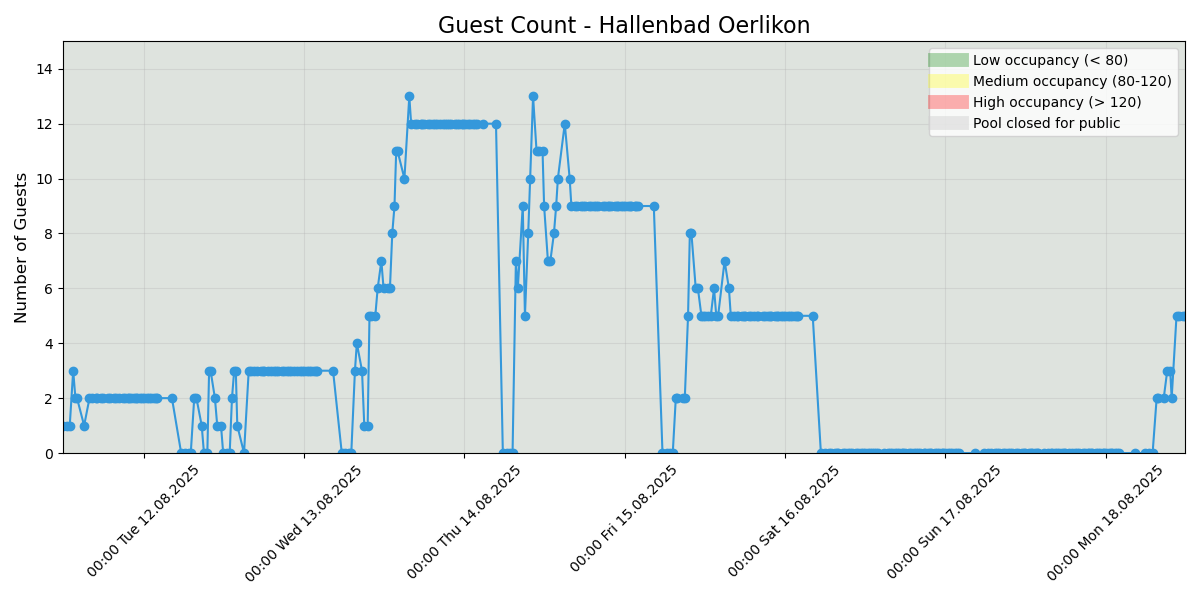 Guest Count - Hallenbad Oerlikon
Low occupancy (< 80)
Medium occupancy (80-120)
High occupancy (> 120)
Pool closed for public
Number of Guests
14
12
10
8
6
4
2
0
00:00 Tue 12.08.2025
00:00 Wed 13.08.2025
00:00 Thu 14.08.2025
00:00 Fri 15.08.2025
00:00 Sat 16.08.2025
00:00 Sun 17.08.2025
00:00 Mon 18.08.2025